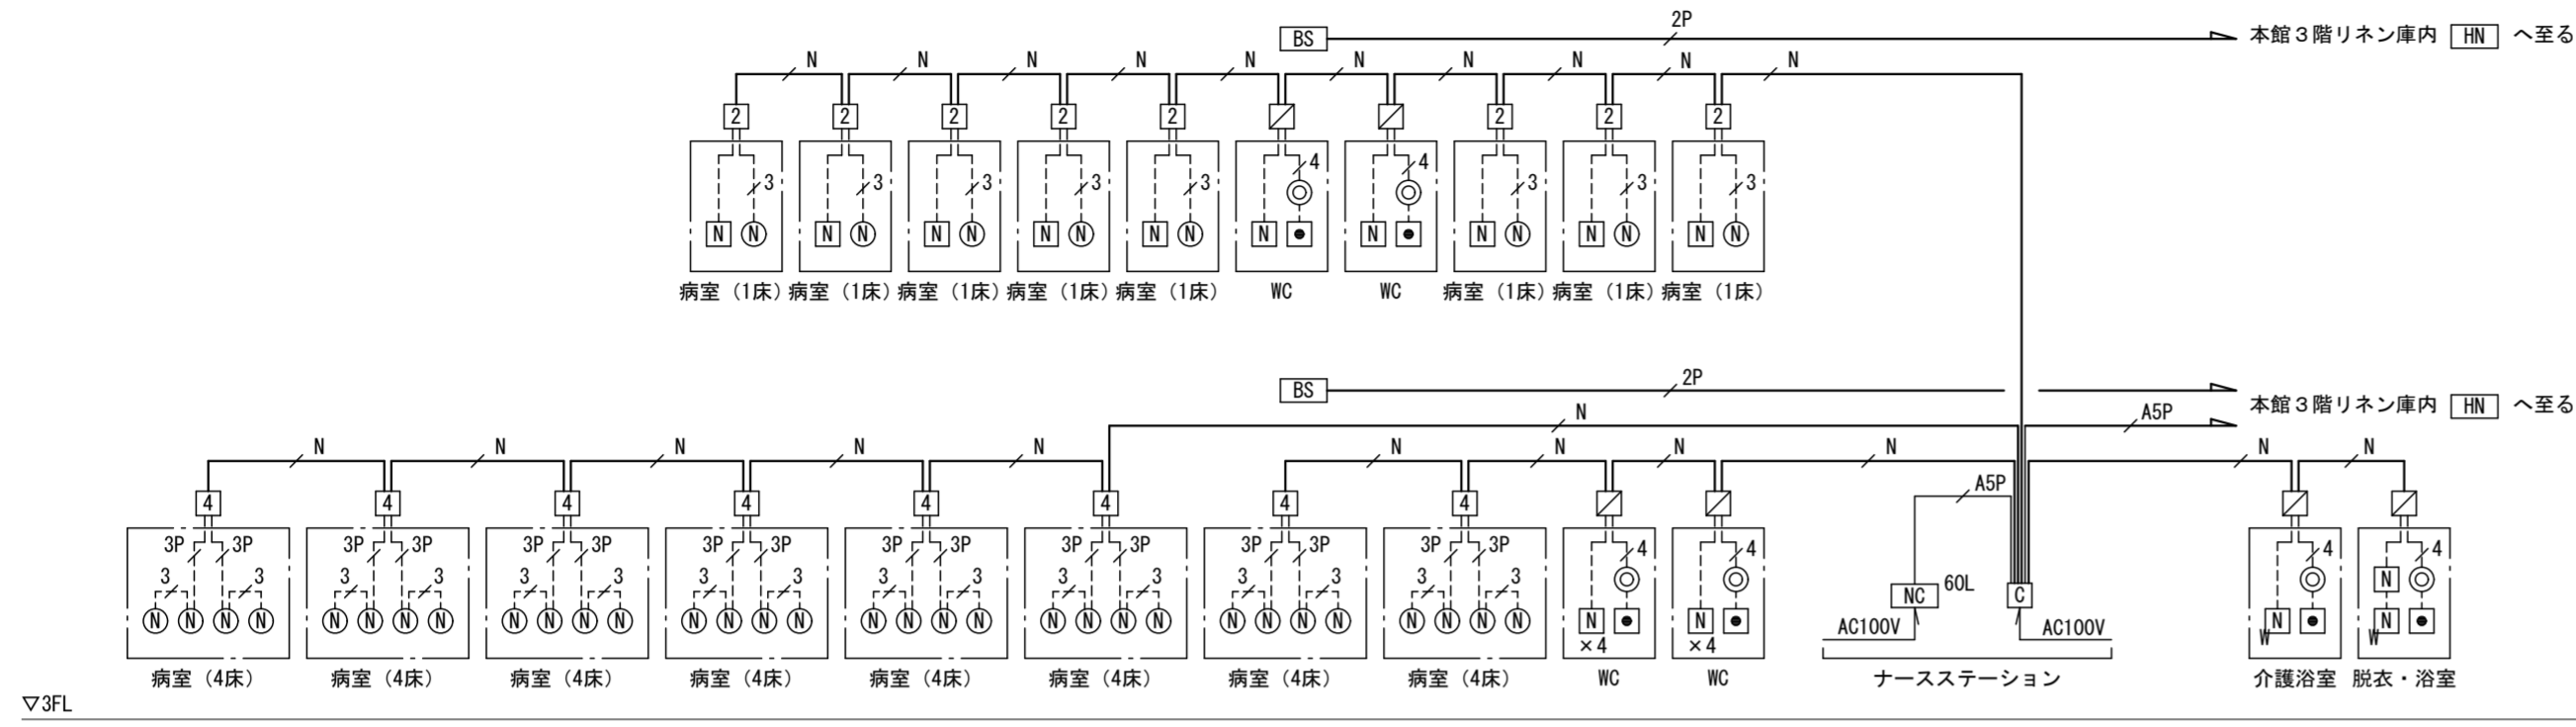 2P
BS 本館３階リネン庫内 HN へ至る
N N N N N N N N N N
2 2 2 2 2 2 2 2
4 4
3 3 3 3 3 3 3 3
N N N N N N N N N N N N N N N N N N
病室（1床） 病室（1床） 病室（1床） 病室（1床） 病室（1床） WC WC 病室（1床） 病室（1床） 病室（1床）
2P
BS
本館３階リネン庫内 HN へ至る
N A5P
N N N N N N N N N N N
A5P
4 4 4 4 4 4 4 4
3P 3P 3P 3P 3P 3P 3P 3P 3P 3P 3P 3P 3P 3P 3P 3P 4 4 4 4
3 3 3 3 3 3 3 3 3 3 3 3 3 3 3 3 N
NC 60L C
N N N N N N N N N N N N N N N N N N N N N N N N N N N N N N N N N N N N
×4 ×4 AC100V AC100V W W
病室（4床） 病室（4床） 病室（4床） 病室（4床） 病室（4床） 病室（4床） 病室（4床） 病室（4床） WC WC ナースステーション 介護浴室 脱衣・浴室
▽3FL